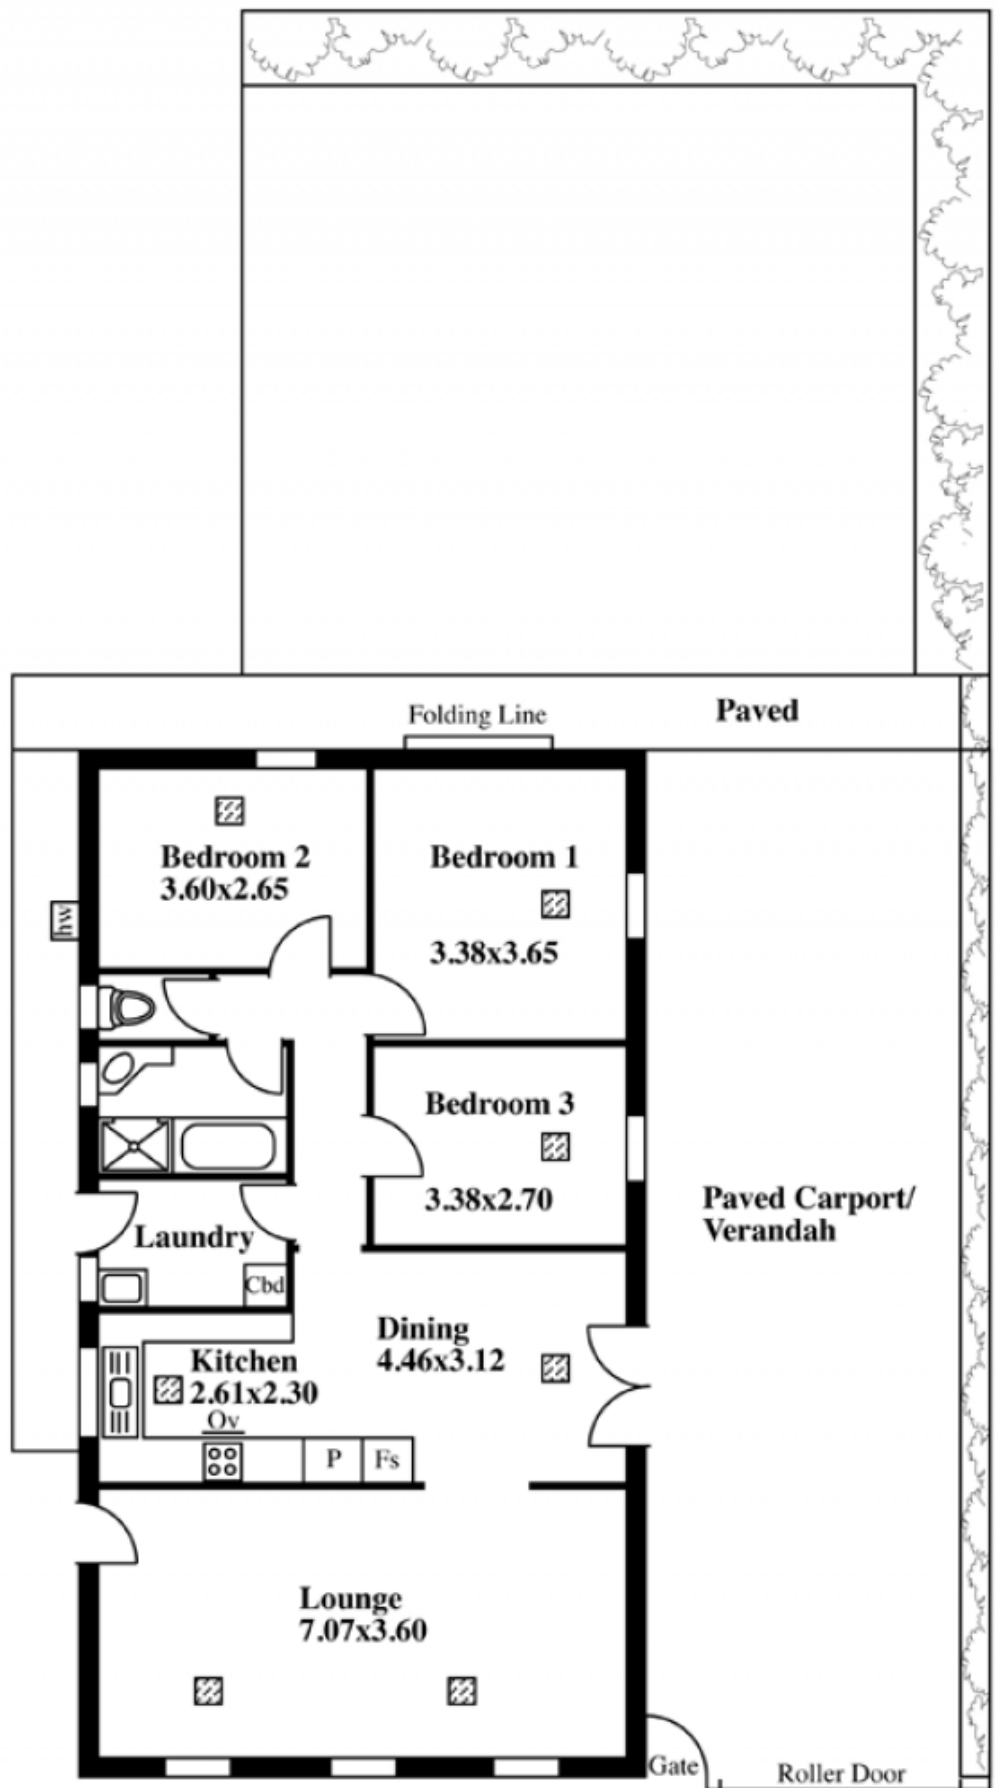 Folding Line
Paved
Bedroom 2
3.60x2.65
Bedroom 1
3.38x3.65
hw
Bedroom 3
3.38x2.70
Paved Carport/
Verandah
Laundry
Cbd
Dining
4.46x3.12
Kitchen
2.61x2.30
Ov
P
Fs
Lounge
7.07x3.60
Gate
Roller Door